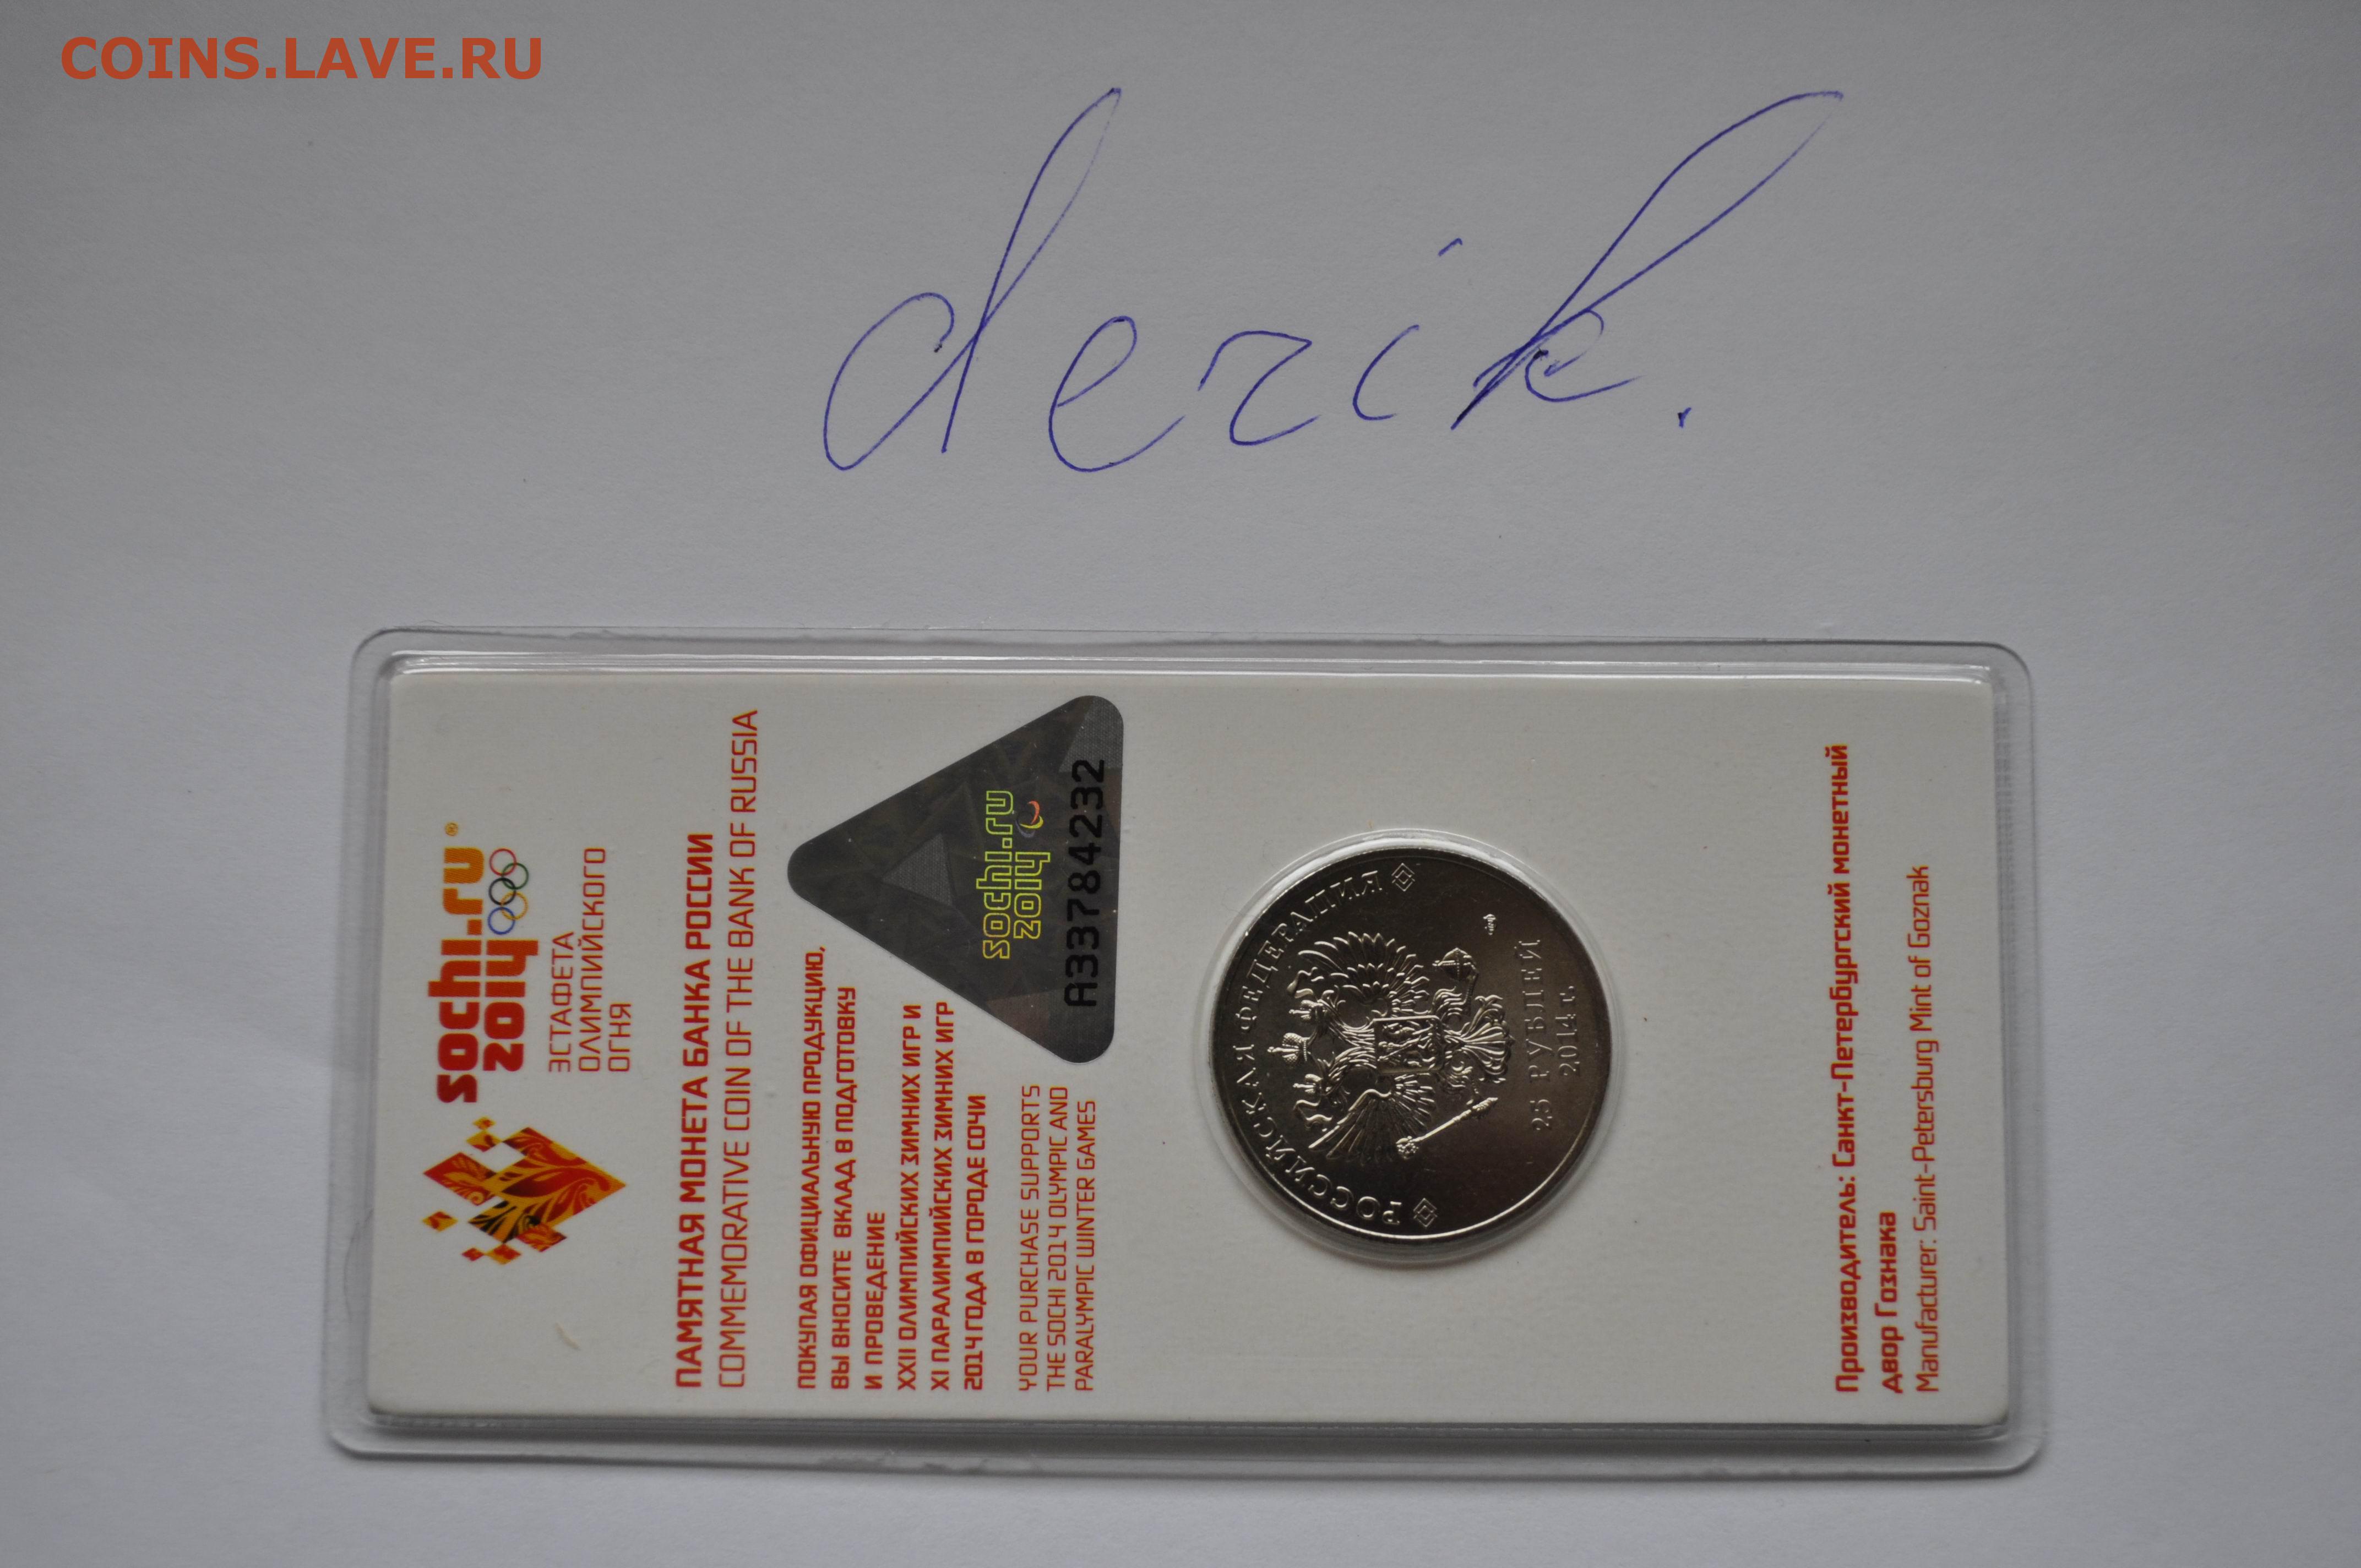 COINS.LAVE.RU
derik.
sochi.ru
2014
®
ЭСТАФЕТА
ОЛИМПИЙСКОГО
ОГНЯ
ПАМЯТНАЯ МОНЕТА БАНКА РОССИИ
COMMEMORATIVE COIN OF THE BANK OF RUSSIA
ПОКУПАЯ ОФИЦИАЛЬНУЮ ПРОДУКЦИЮ,
ВЫ ВНОСИТЕ ВКЛАД В ПОДГОТОВКУ
И ПРОВЕДЕНИЕ
XXII ОЛИМПИЙСКИХ ЗИМНИХ ИГР И
XI ПАРАЛИМПИЙСКИХ ЗИМНИХ ИГР
2014 ГОДА В ГОРОДЕ СОЧИ
YOUR PURCHASE SUPPORTS
THE SOCHI 2014 OLYMPIC AND
PARALYMPIC WINTER GAMES
sochi.ru
2014
A33784232
РОССИЙСКАЯ ФЕДЕРАЦИЯ
25 РУБЛЕЙ
2014 г.
Производитель: Санкт-Петербургский монетный
двор Гознака
Manufacturer: Saint-Petersburg Mint of Goznak